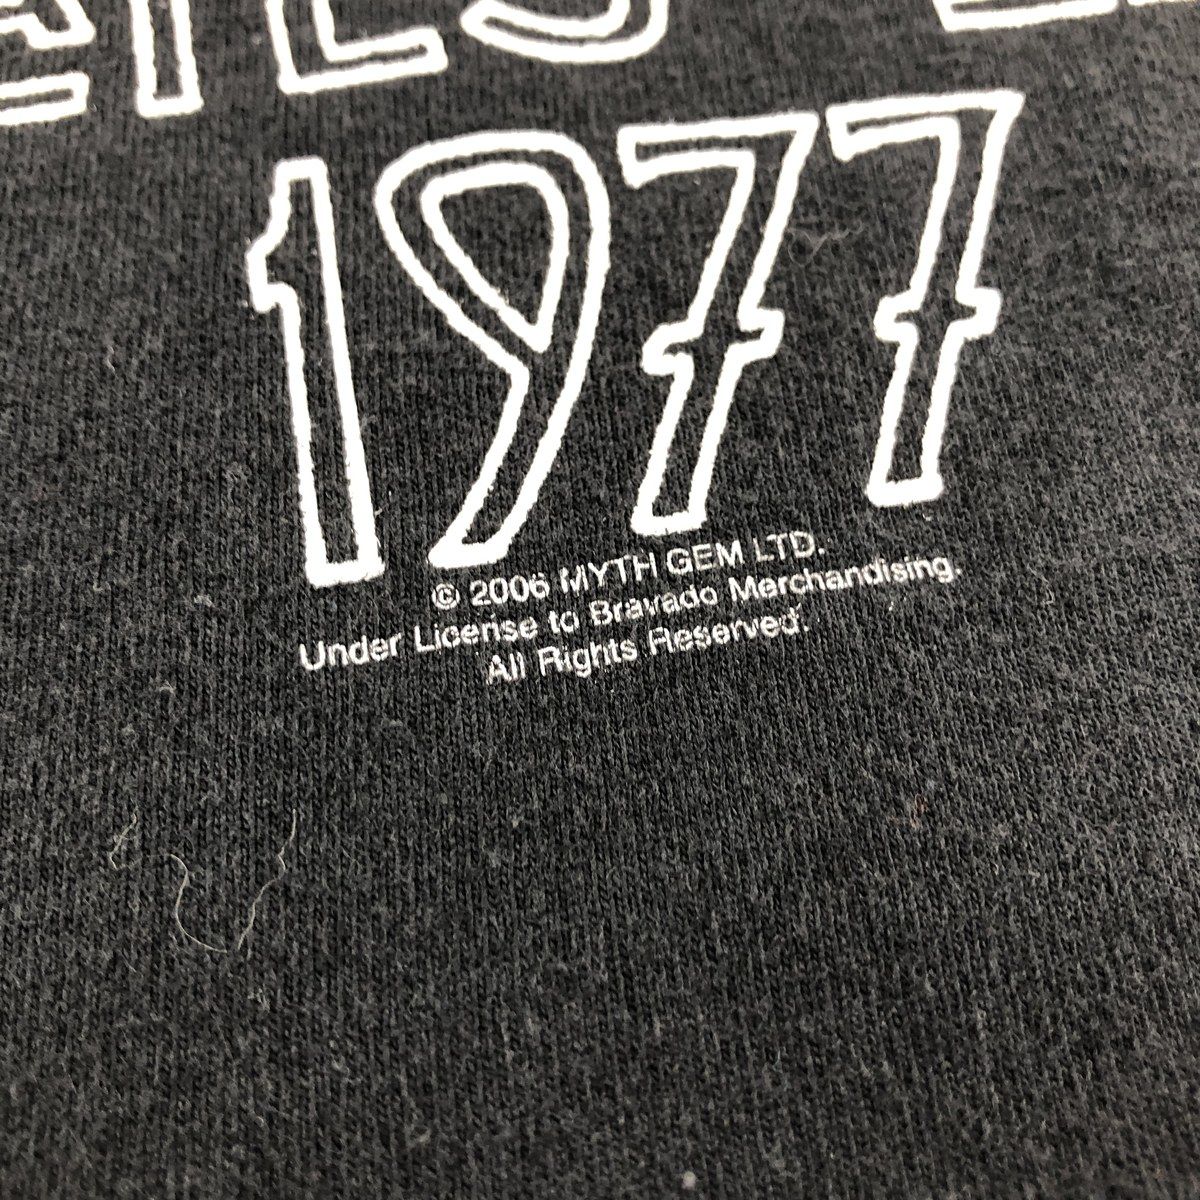 1977
© 2006 MYTH GEM LTD.
Under License to Bravado Merchandising.
All Rights Reserved.